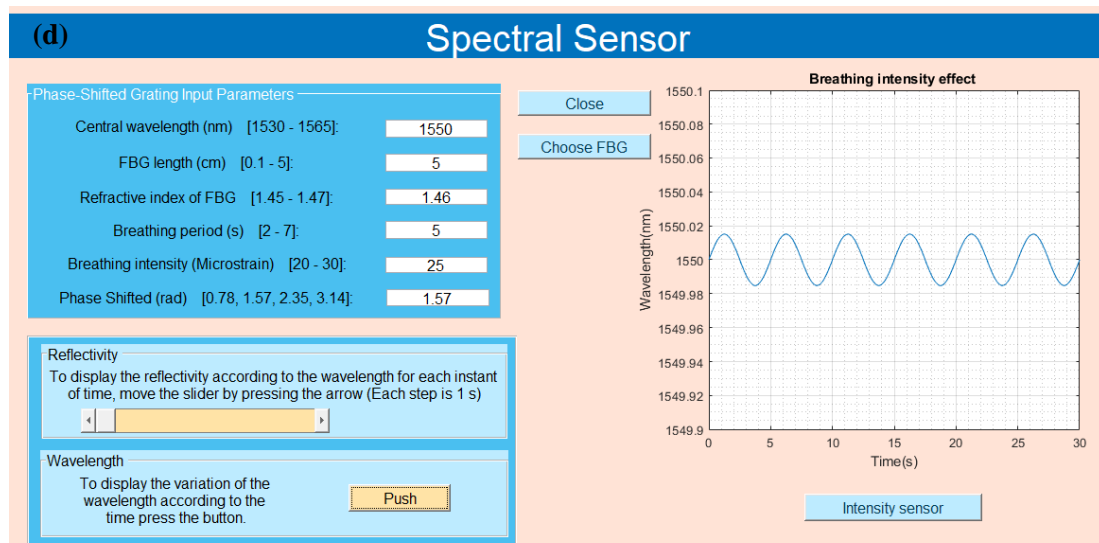 (d)
Spectral Sensor
Phase-Shifted Grating Input Parameters
Central wavelength (nm) [1530 - 1565]: 1550
FBG length (cm) [0.1 - 5]: 5
Refractive index of FBG [1.45 - 1.47]: 1.46
Breathing period (s) [2 - 7]: 5
Breathing intensity (Microstrain) [20 - 30]: 25
Phase Shifted (rad) [0.78, 1.57, 2.35, 3.14]: 1.57
Reflectivity
To display the reflectivity according to the wavelength for each instant
of time, move the slider by pressing the arrow (Each step is 1 s)
Wavelength
To display the variation of the
wavelength according to the
time press the button.
Push
Close
Choose FBG
Breathing intensity effect
1550.1
1550.08
1550.06
1550.04
1550.02
1550
1549.98
1549.96
1549.94
1549.92
1549.9
Wavelength(nm)
0 5 10 15 20 25 30
Time(s)
Intensity sensor